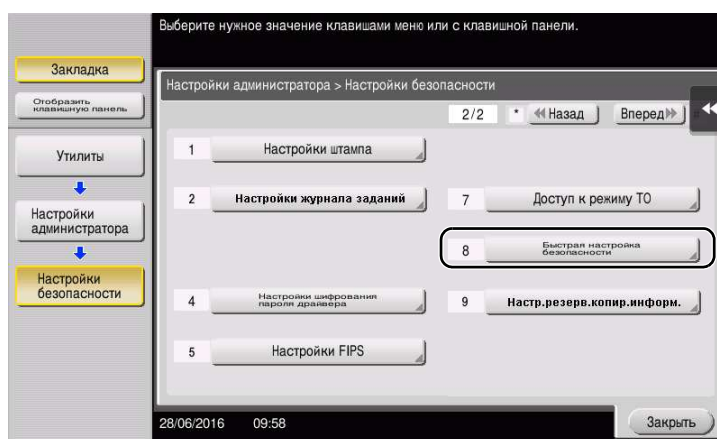 Выберите нужное значение клавишами меню или с клавишной панели.
Закладка
Отобразить
клавишную панель
Утилиты
Настройки
администратора
Настройки
безопасности
Настройки администратора > Настройки безопасности
2/2 * Назад Вперед
1 Настройки штампа
2 Настройки журнала заданий
7 Доступ к режиму ТО
8 Быстрая настройка
безопасности
4 Настройки шифрования
пароля драйвера
9 Настр.резерв.копир.информ.
5 Настройки FIPS
28/06/2016 09:58
Закрыть